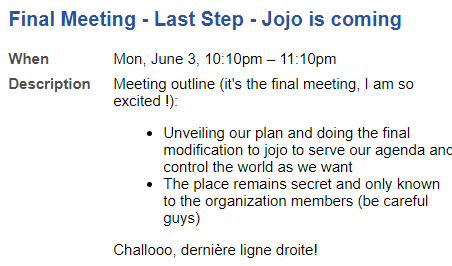 Final Meeting - Last Step - Jojo is coming
When Mon, June 3, 10:10pm – 11:10pm
Description Meeting outline (it's the final meeting, I am so
excited !):
• Unveiling our plan and doing the final
modification to jojo to serve our agenda and
control the world as we want
• The place remains secret and only known
to the organization members (be careful
guys)
Challooo, dernière ligne droite!